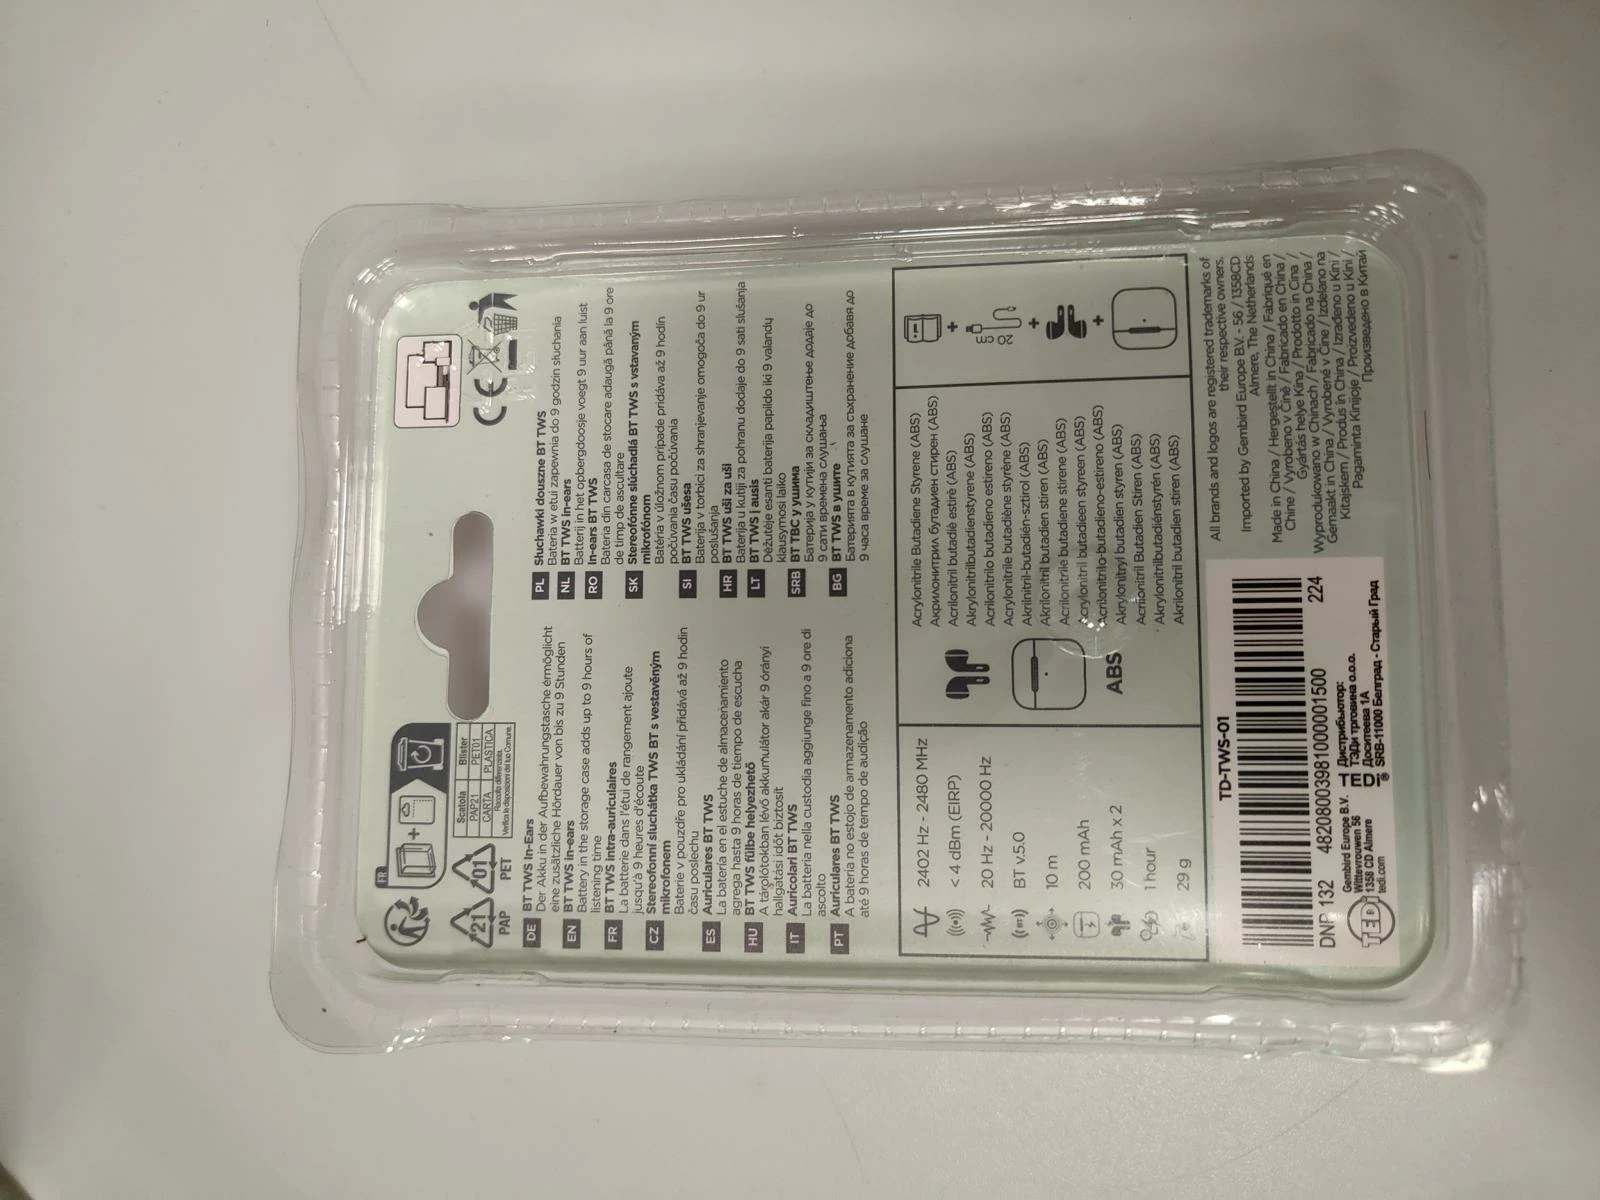 FR
+
21
PAP
01
PET
Scatola Blister
PAP21 PET01
CARTA PLASTICA
Raccolta differenziata.
Verifica le disposizioni del tuo Comune.
CE
DE BT TWS In-Ears
Der Akku in der Aufbewahrungstasche ermöglicht
eine zusätzliche Hördauer von bis zu 9 Stunden
EN BT TWS in-ears
Battery in the storage case adds up to 9 hours of
listening time
FR BT TWS intra-auriculaires
La batterie dans l'étui de rangement ajoute
jusqu'à 9 heures d'écoute
CZ Stereofonní sluchátka TWS BT s vestavěným
mikrofonem
Baterie v pouzdře pro ukládání přidává až 9 hodin
času poslechu
ES Auriculares BT TWS
La batería en el estuche de almacenamiento
agrega hasta 9 horas de tiempo de escucha
HU BT TWS fülbe helyezhető
A tárolótokban lévő akkumulátor akár 9 órányi
hallgatási időt biztosít
IT Auricolari BT TWS
La batteria nella custodia aggiunge fino a 9 ore di
ascolto
PT Auriculares BT TWS
A bateria no estojo de armazenamento adiciona
até 9 horas de tempo de audição
PL Słuchawki douszne BT TWS
Bateria w etui zapewnia do 9 godzin słuchania
NL BT TWS In-ears
Batterij in het opbergdoosje voegt 9 uur aan luist
RO In-ears BT TWS
Bateria din carcasa de stocare adaugă până la 9 ore
de timp de ascultare
SK Stereofónne slúchadlá BT TWS s vstavaným
mikrofónom
Batéria v úložnom prípade pridáva až 9 hodín
počúvania času počúvania
SI BT TWS ušesa
Baterija v torbici za shranjevanje omogoča do 9 ur
poslušanja
HR BT TWS uši za uši
Baterija u kutiji za pohranu dodaje do 9 sati slušanja
LT BT TWS į ausis
Dėžutėje esanti baterija papildo iki 9 valandų
klausymosi laiko
SRB BT ТВС у ушима
Батерија у кутији за складиштење додаје до
9 сати времена слушања
BG BT TWS в ушите
Батерията в кутията за съхранение добавя до
9 часа време за слушане
2402 Hz - 2480 MHz
< 4 dBm (EIRP)
20 Hz - 20000 Hz
BT v.5.0
10 m
200 mAh
30 mAh x 2
1 hour
29 g
ABS
Acrylonitrile Butadiene Styrene (ABS)
Акрилонитрил бутадиен стирен (ABS)
Acrilonitril butadiè estirè (ABS)
Akrylonitrilbutadienstyrene (ABS)
Acrilonitrilo butadieno estireno (ABS)
Acrylonitrile butadiène styrène (ABS)
Akrilnitril-butadién-sztirol (ABS)
Akrilonitril butadien stiren (ABS)
Acrilonitrile butadiene stirene (ABS)
Acrylonitril butadieen styreen (ABS)
Acrilonitrilo-butadieno-estireno (ABS)
Akrylonitryl butadien styren (ABS)
Acrilonitril Butadien Stiren (ABS)
Akrylonitrilbutadiénstyrén (ABS)
Akrilonitril butadien stiren (ABS)
+
20 cm
+
+
TD-TWS-01
DNP 132 4820800398100000001500 224
TEDi
Gembird Europe B.V.
Wittevrouwen 56
1358 CD Almere
tedi.com
TEDi®
Дистрибьютор:
ТЭДи трговина о.о.о.
Доситеева 1А
SRB-11000 Белград - Старый Град
All brands and logos are registered trademarks of
their respective owners.
Imported by Gembird Europe B.V. - 56 / 1358CD
Almere, The Netherlands
Made in China / Hergestellt in China / Fabriqué en
Chine / Vyrobeno v Číně / Fabricado en China /
Gyártás helye Kína / Prodotto in Cina /
Wyprodukowano w Chinach / Fabricado na China /
Gemaakt in China / Vyrobené v Číne / Izdelano na
Kitajskem / Produs in China / Izrađeno u Kini /
Pagaminta Kinijoje / Proizvedeno u Kini /
Произведено в Китай